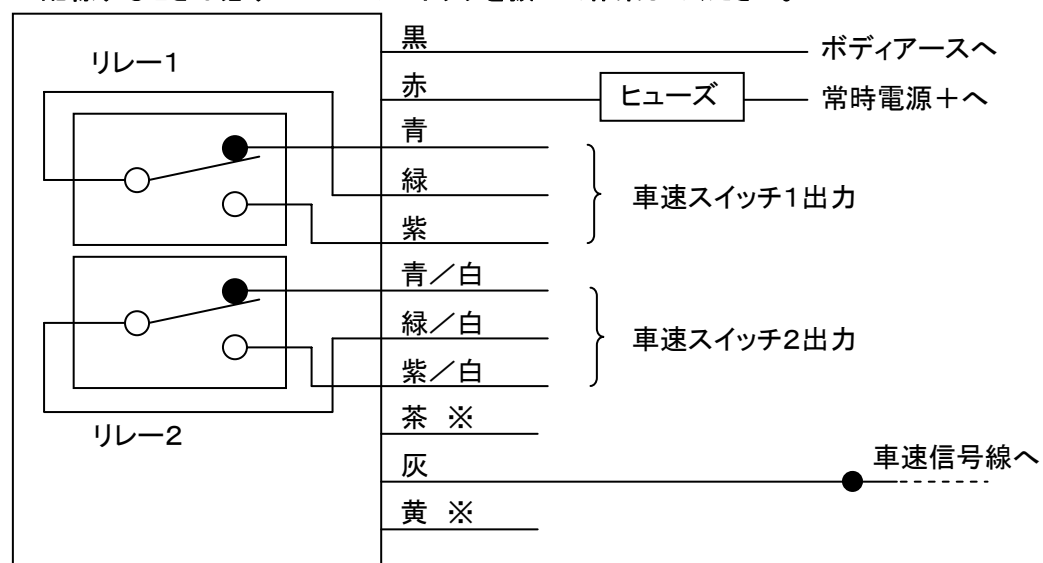 黒
ボディアースへ
リレー1
赤
ヒューズ
常時電源+へ
青
緑
車速スイッチ1出力
紫
青/白
緑/白
車速スイッチ2出力
紫/白
茶 ※
リレー2
車速信号線へ
灰
黄 ※